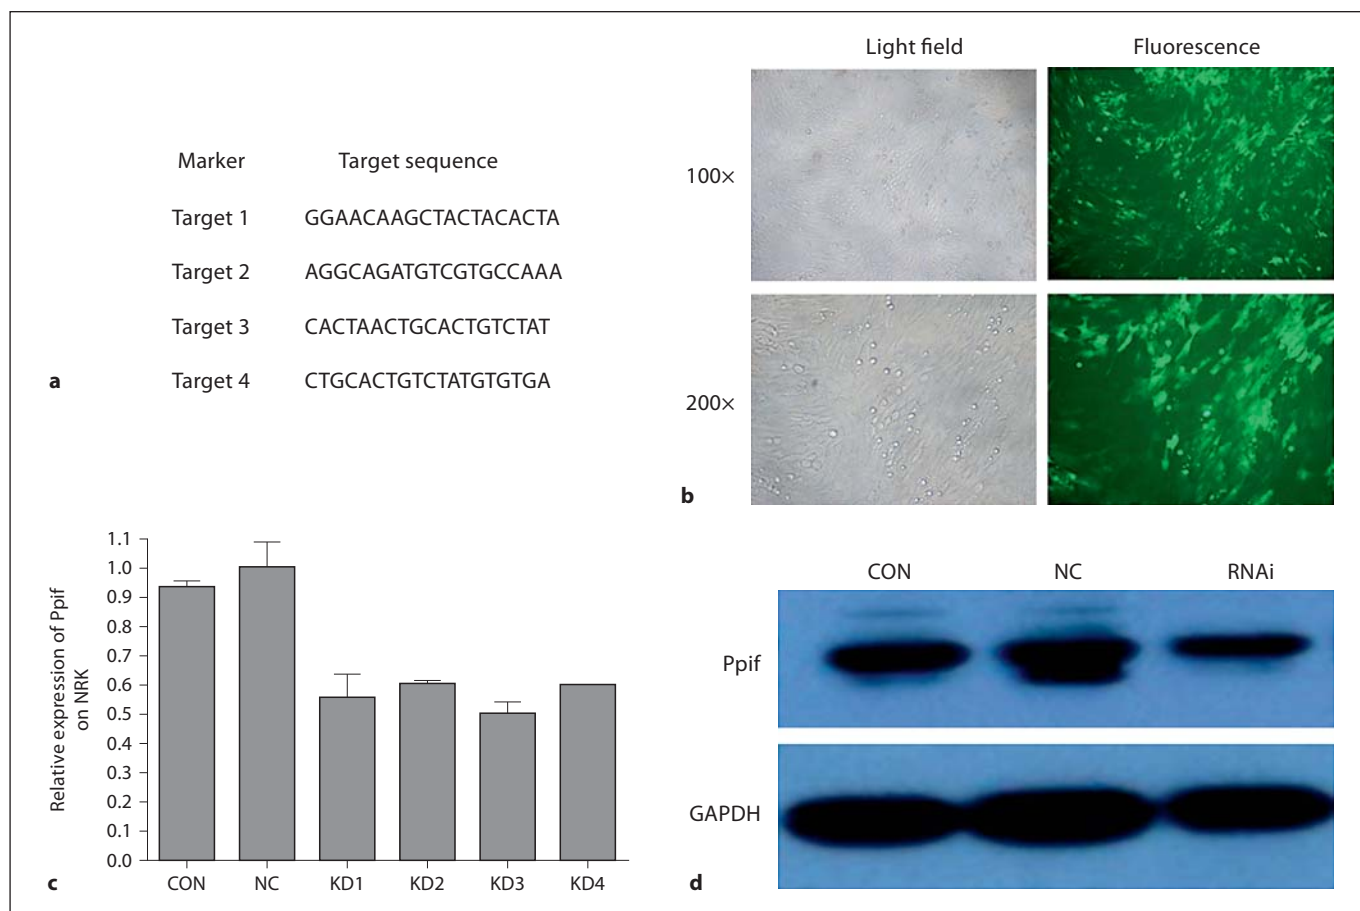 Marker Target sequence
Target 1 GGAACAAGCTACTACACTA
Target 2 AGGCAGATGTCGTGCCAAA
Target 3 CACTAACTGCACTGTCTAT
Target 4 CTGCACTGTCTATGTGTGA
a
Light field Fluorescence
100×
200×
b
1.1
1.0
0.9
0.8
0.7
0.6
0.5
0.4
0.3
0.2
0.1
0.0
Relative expression of Ppif
on NRK
CON NC KD1 KD2 KD3 KD4
c
CON NC RNAi
Ppif
GAPDH
d